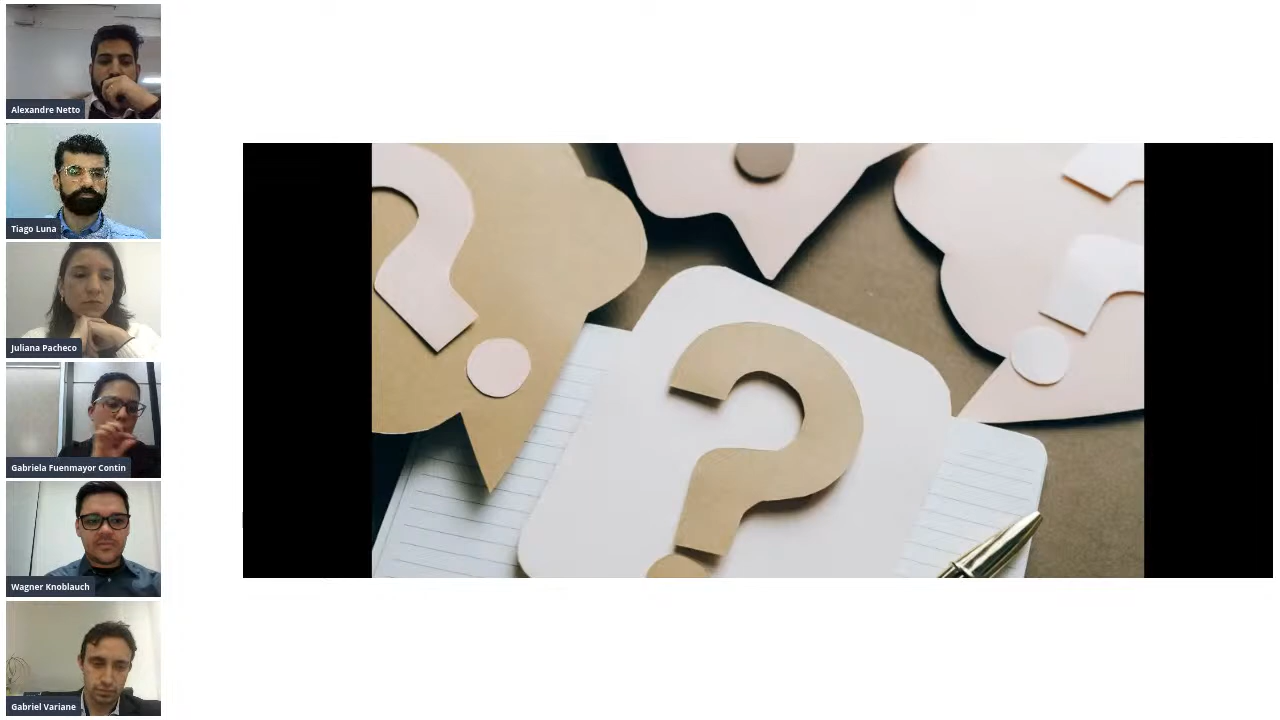 Alexandre Netto
Tiago Luna
Juliana Pacheco
Gabriela Fuenmayor Contin
Wagner Knoblauch
Gabriel Variane
?
?
?